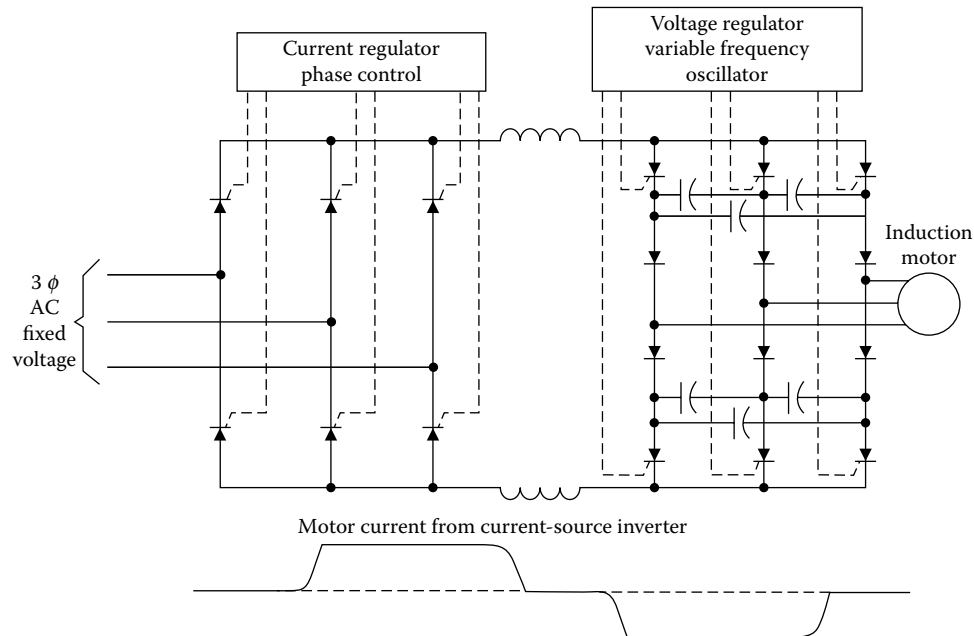 Current regulator
phase control
Voltage regulator
variable frequency
oscillator
Induction
motor
3 ϕ
AC
fixed
voltage
Motor current from current-source inverter